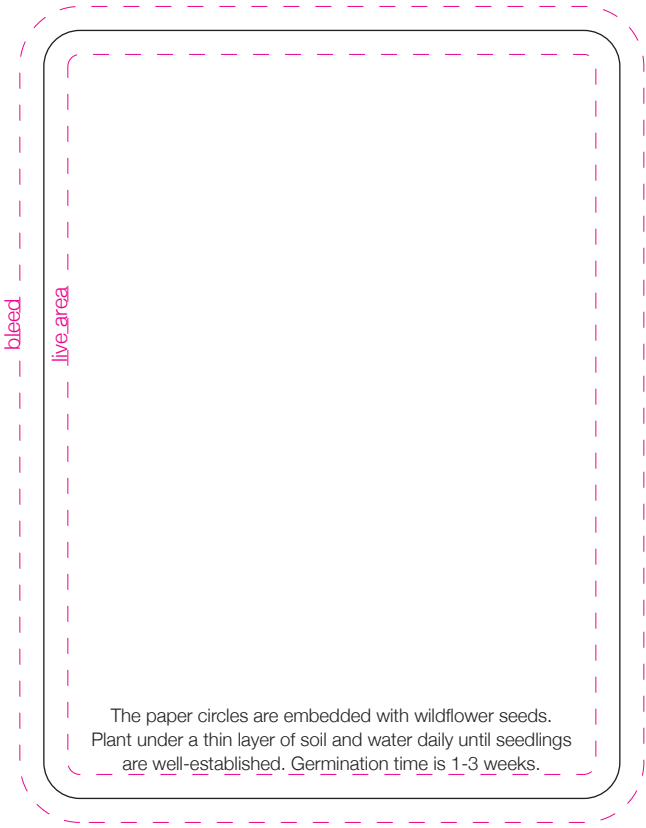 bleed
live area
The paper circles are embedded with wildflower seeds.
Plant under a thin layer of soil and water daily until seedlings
are well-established. Germination time is 1-3 weeks.